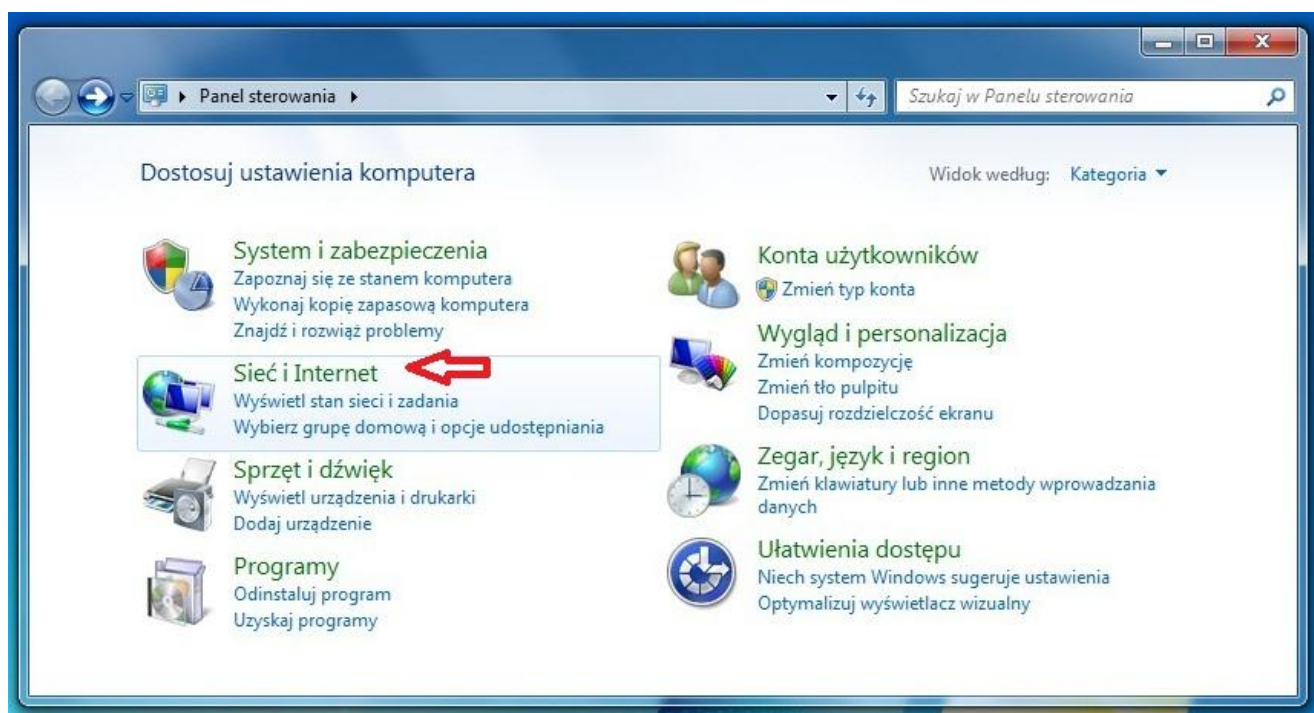 Panel sterowania
Szukaj w Panelu sterowania
Dostosuj ustawienia komputera
Widok według: Kategoria
System i zabezpieczenia
Zapoznaj się ze stanem komputera
Wykonaj kopię zapasową komputera
Znajdź i rozwiąż problemy
Sieć i Internet
Wyświetl stan sieci i zadania
Wybierz grupę domową i opcje udostępniania
Sprzęt i dźwięk
Wyświetl urządzenia i drukarki
Dodaj urządzenie
Programy
Odinstaluj program
Uzyskaj programy
Konta użytkowników
Zmień typ konta
Wygląd i personalizacja
Zmień kompozycję
Zmień tło pulpitu
Dopasuj rozdzielczość ekranu
Zegar, język i region
Zmień klawiatury lub inne metody wprowadzania
danych
Ułatwienia dostępu
Niech system Windows sugeruje ustawienia
Optymalizuj wyświetlacz wizualny